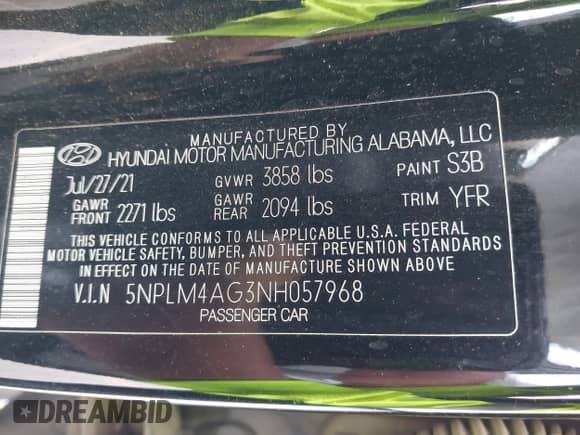 MANUFACTURED BY
HYUNDAI MOTOR MANUFACTURING ALABAMA, LLC
Jul/27/21 GVWR 3858 lbs PAINT S3B
GAWR FRONT 2271 lbs GAWR REAR 2094 lbs TRIM YFR
THIS VEHICLE CONFORMS TO ALL APPLICABLE U.S.A. FEDERAL
MOTOR VEHICLE SAFETY, BUMPER, AND THEFT PREVENTION STANDARDS
IN EFFECT ON THE DATE OF MANUFACTURE SHOWN ABOVE
V.I.N 5NPLM4AG3NH057968
PASSENGER CAR
DREAMBID